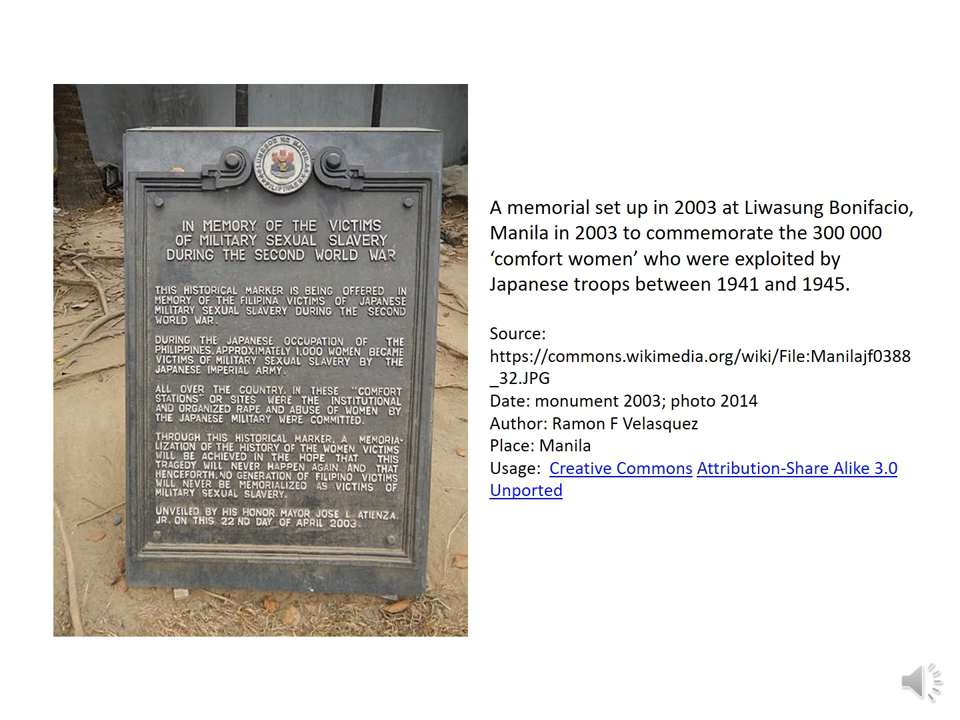 LUNGSOD NG MAYNILA
PILIPINAS
IN MEMORY OF THE VICTIMS
OF MILITARY SEXUAL SLAVERY
DURING THE SECOND WORLD WAR
THIS HISTORICAL MARKER IS BEING OFFERED IN
MEMORY OF THE FILIPINA VICTIMS OF JAPANESE
MILITARY SEXUAL SLAVERY DURING THE SECOND
WORLD WAR.
DURING THE JAPANESE OCCUPATION OF THE
PHILIPPINES, APPROXIMATELY 1,000 WOMEN BECAME
VICTIMS OF MILITARY SEXUAL SLAVERY BY THE
JAPANESE IMPERIAL ARMY.
ALL OVER THE COUNTRY, IN THESE "COMFORT
STATIONS" OR SITES WERE THE INSTITUTIONAL
AND ORGANIZED RAPE AND ABUSE OF WOMEN BY
THE JAPANESE MILITARY WERE COMMITTED.
THROUGH THIS HISTORICAL MARKER, A MEMORIA-
LIZATION OF THE HISTORY OF THE WOMEN VICTIMS
WILL BE ACHIEVED IN THE HOPE THAT THIS
TRAGEDY WILL NEVER HAPPEN AGAIN. AND THAT
HENCEFORTH, NO GENERATION OF FILIPINO VICTIMS
WILL NEVER BE MEMORIALIZED AS VICTIMS OF
MILITARY SEXUAL SLAVERY.
UNVEILED BY HIS HONOR MAYOR JOSE L. ATIENZA,
JR. ON THIS 22 ND DAY OF APRIL 2003.
A memorial set up in 2003 at Liwasung Bonifacio,
Manila in 2003 to commemorate the 300 000
‘comfort women’ who were exploited by
Japanese troops between 1941 and 1945.
Source:
https://commons.wikimedia.org/wiki/File:Manilajf0388
_32.JPG
Date: monument 2003; photo 2014
Author: Ramon F Velasquez
Place: Manila
Usage: Creative Commons Attribution-Share Alike 3.0
Unported